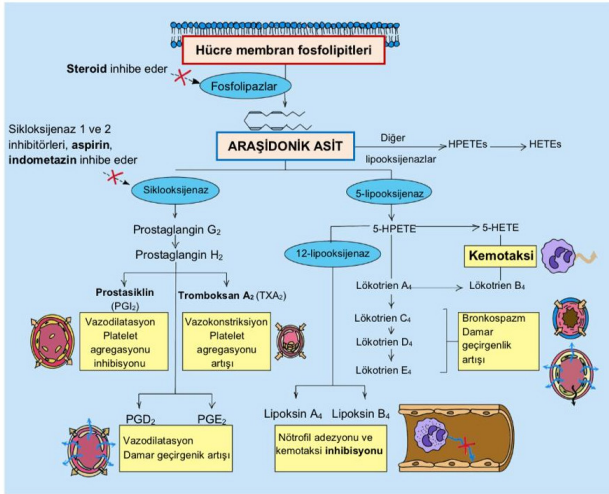 Hücre membran fosfolipitleri
Steroid inhibe eder
Fosfolipazlar
Sikloksijenaz 1 ve 2
inhibitörleri, aspirin,
indometazin inhibe eder
ARAŞİDONİK ASİT
Diğer
lipooksijenazlar
HPETEs
HETEs
Siklooksijenaz
5-lipooksijenaz
Prostaglangin G2
Prostaglangin H2
12-lipooksijenaz
5-HPETE
5-HETE
Kemotaksi
Prostasiklin
(PGI2)
Tromboksan A2 (TXA2)
Lökotrien A4
Lökotrien B4
Vazodilatasyon
Platelet
agregasyonu
inhibisyonu
Vazokonstriksiyon
Platelet
agregasyonu
artışı
Lökotrien C4
Lökotrien D4
Lökotrien E4
Bronkospazm
Damar
geçirgenlik
artışı
PGD2
PGE2
Lipoksin A4
Lipoksin B4
Vazodilatasyon
Damar geçirgenlik artışı
Nötrofil adezyonu ve
kemotaksi inhibisyonu